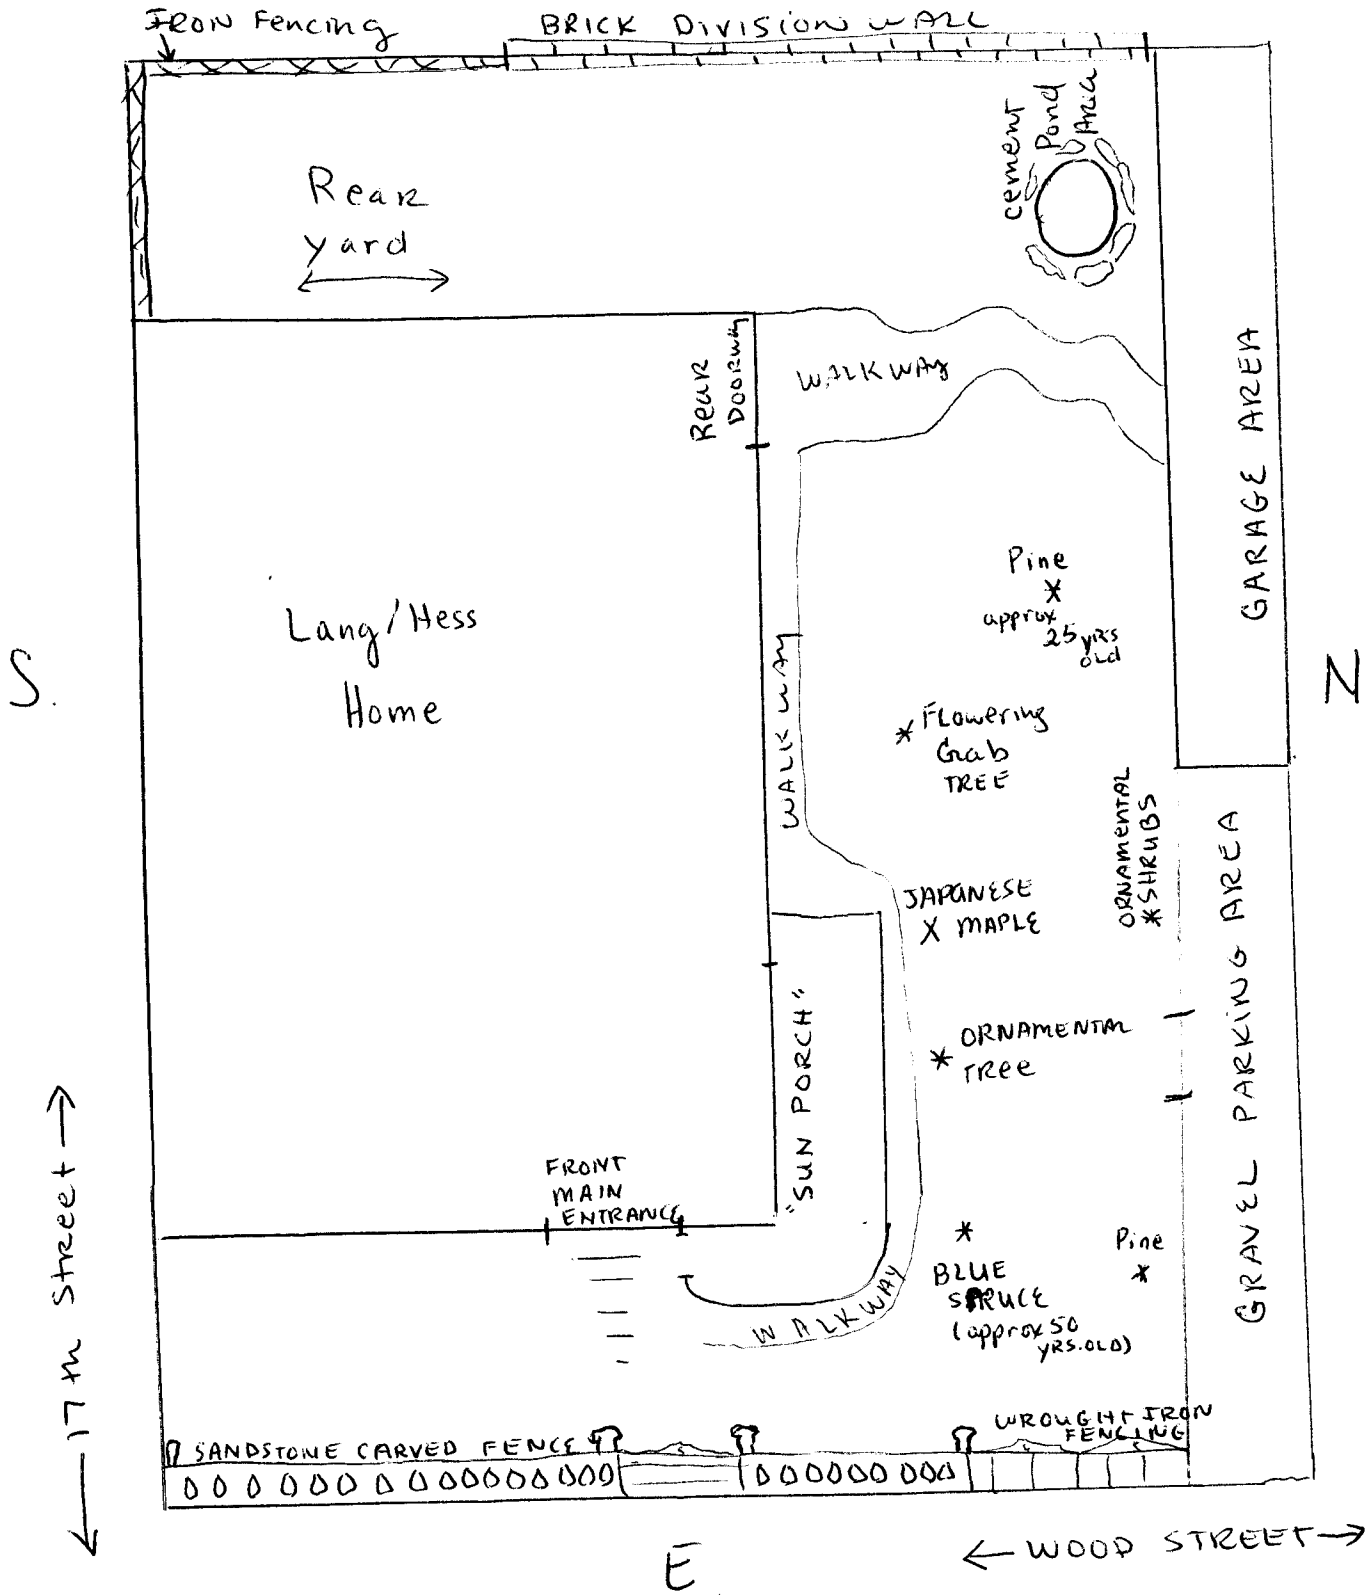 IRON Fencing
BRICK DIVISION WALL
Cement
Pond
Area
Rear
yard
Rear
Doorway
WALKWAY
GARAGE AREA
Pine
approx
25 yrs
old
Lang/Hess
Home
S.
N
WALKWAY
FLowering
Crab
TREE
ORNAMENTAL
SHRUBS
JAPANESE
MAPLE
GRAVEL PARKING AREA
"SUN PORCH"
ORNAMENTAL
TRee
17th Street
FRONT
MAIN
ENTRANCE
Pine
BLUE
SPRUCE
(approx 50
YRS. OLD)
WALKWAY
WROUGHT IRON
FENCING
SANDSTONE CARVED FENCE
E
WOOD STREET